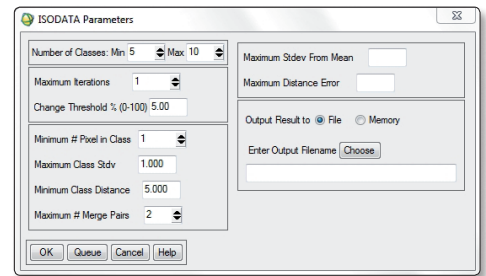 ISODATA Parameters
Number of Classes: Min 5 Max 10
Maximum Iterations 1
Change Threshold % (0-100) 5.00
Minimum # Pixel in Class 1
Maximum Class Stdv 1.000
Minimum Class Distance 5.000
Maximum # Merge Pairs 2
Maximum Stdev From Mean
Maximum Distance Error
Output Result to File Memory
Enter Output Filename Choose
OK Queue Cancel Help